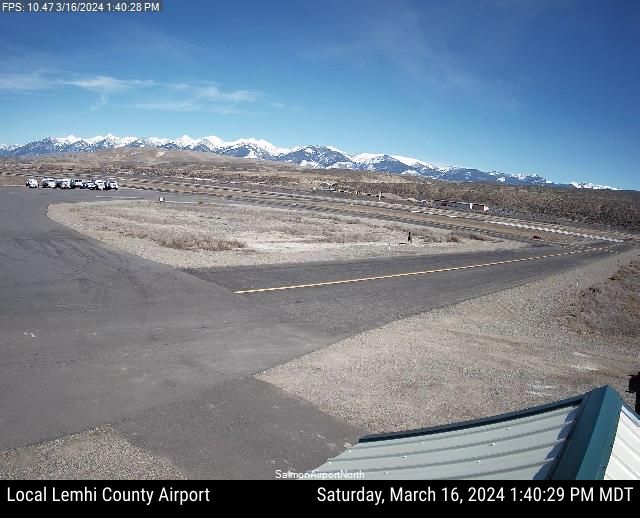 FPS: 10.47 3/16/2024 1:40:28 PM
SalmonAirportNorth
Local Lemhi County Airport
Saturday, March 16, 2024 1:40:29 PM MDT